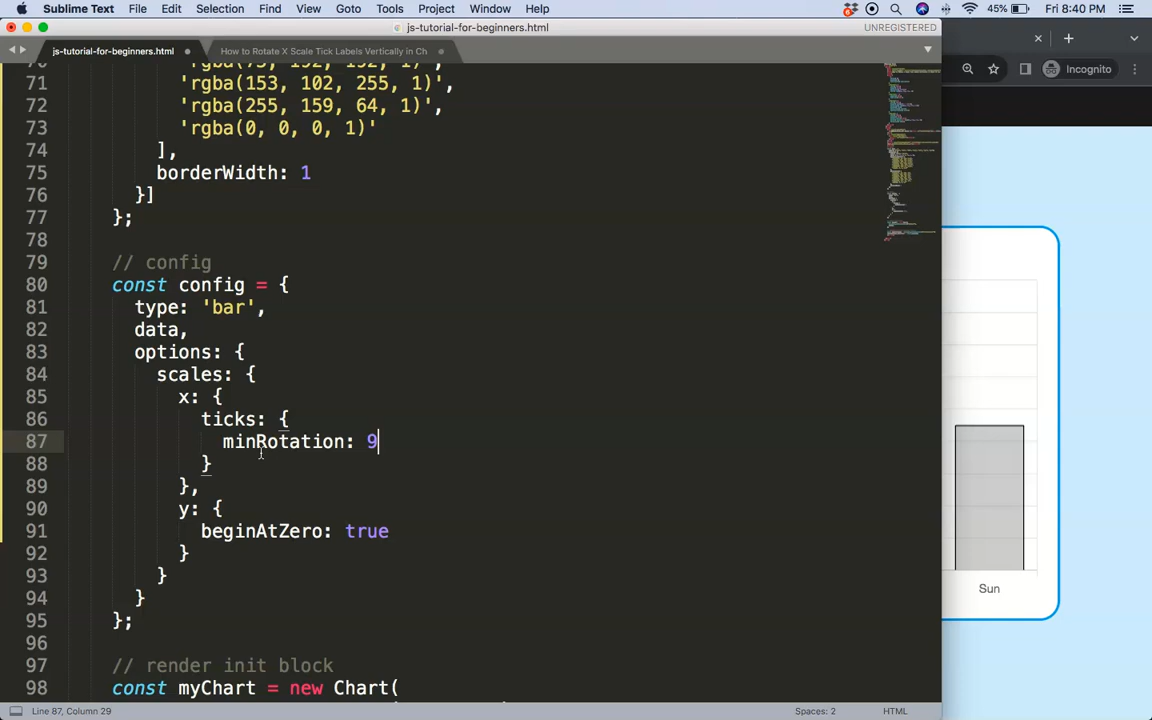 Sublime Text File Edit Selection Find View Goto Tools Project Window Help 45% Fri 8:40 PM
js-tutorial-for-beginners.html UNREGISTERED
js-tutorial-for-beginners.html How to Rotate X Scale Tick Labels Vertically in Ch
Incognito
71 'rgba(153, 102, 255, 1)',
72 'rgba(255, 159, 64, 1)',
73 'rgba(0, 0, 0, 1)'
74 ],
75 borderWidth: 1
76 }]
77 };
78
79 // config
80 const config = {
81 type: 'bar',
82 data,
83 options: {
84 scales: {
85 x: {
86 ticks: {
87 minRotation: 9
88 }
89 },
90 y: {
91 beginAtZero: true
92 }
93 }
94 }
95 };
96
97 // render init block
98 const myChart = new Chart(
Sun
Line 87, Column 29 Spaces: 2 HTML